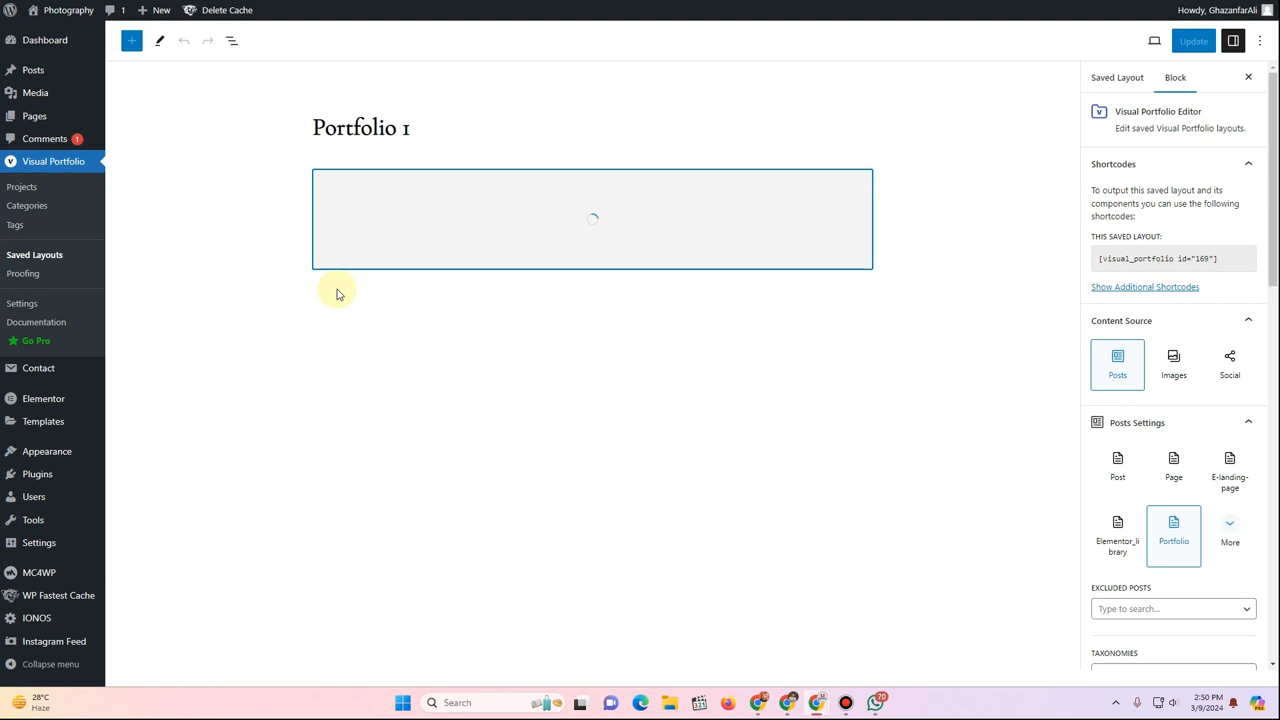 Photography
1
New
Delete Cache
Howdy, GhazanfarAli
Dashboard
Posts
Media
Pages
Comments 1
Visual Portfolio
Projects
Categories
Tags
Saved Layouts
Proofing
Settings
Documentation
Go Pro
Contact
Elementor
Templates
Appearance
Plugins
Users
Tools
Settings
MC4WP
WP Fastest Cache
IONOS
Instagram Feed
Collapse menu
Update
Portfolio 1
Saved Layout
Block
Visual Portfolio Editor
Edit saved Visual Portfolio layouts.
Shortcodes
To output this saved layout and its
components you can use the following
shortcodes:
THIS SAVED LAYOUT:
[visual_portfolio id="169"]
Show Additional Shortcodes
Content Source
Posts
Images
Social
Posts Settings
Post
Page
E-landing-
page
Elementor_li
brary
Portfolio
More
EXCLUDED POSTS
Type to search...
TAXONOMIES
28°C
Haze
Search
70
2:50 PM
3/9/2024